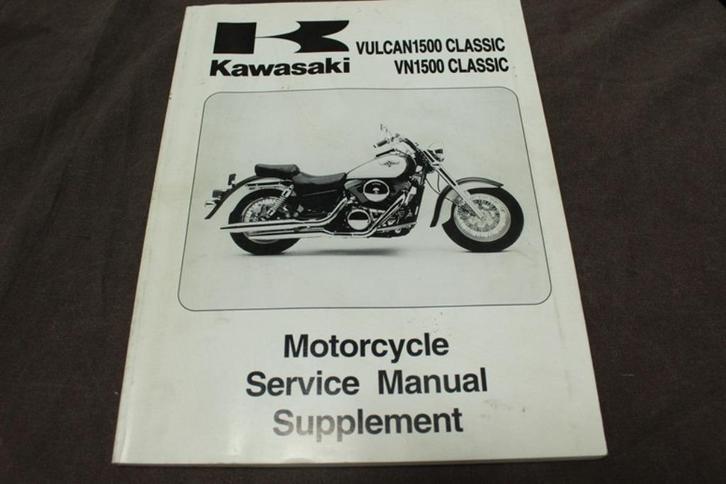 VULCAN1500 CLASSIC
Kawasaki VN1500 CLASSIC
Motorcycle
Service Manual
Supplement